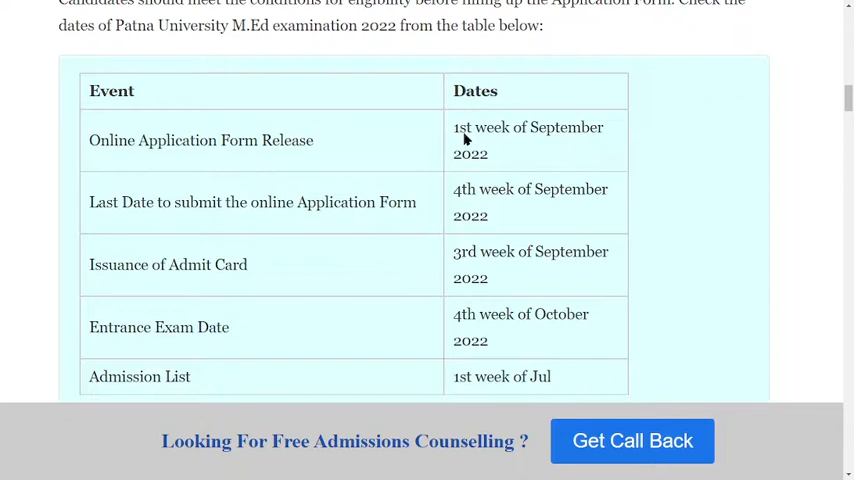 Candidates should meet the conditions for eligibility before filling up the Application Form. Check the
dates of Patna University M.Ed examination 2022 from the table below:
Event Dates
Online Application Form Release 1st week of September
2022
Last Date to submit the online Application Form 4th week of September
2022
Issuance of Admit Card 3rd week of September
2022
Entrance Exam Date 4th week of October
2022
Admission List 1st week of Jul
Looking For Free Admissions Counselling ? Get Call Back